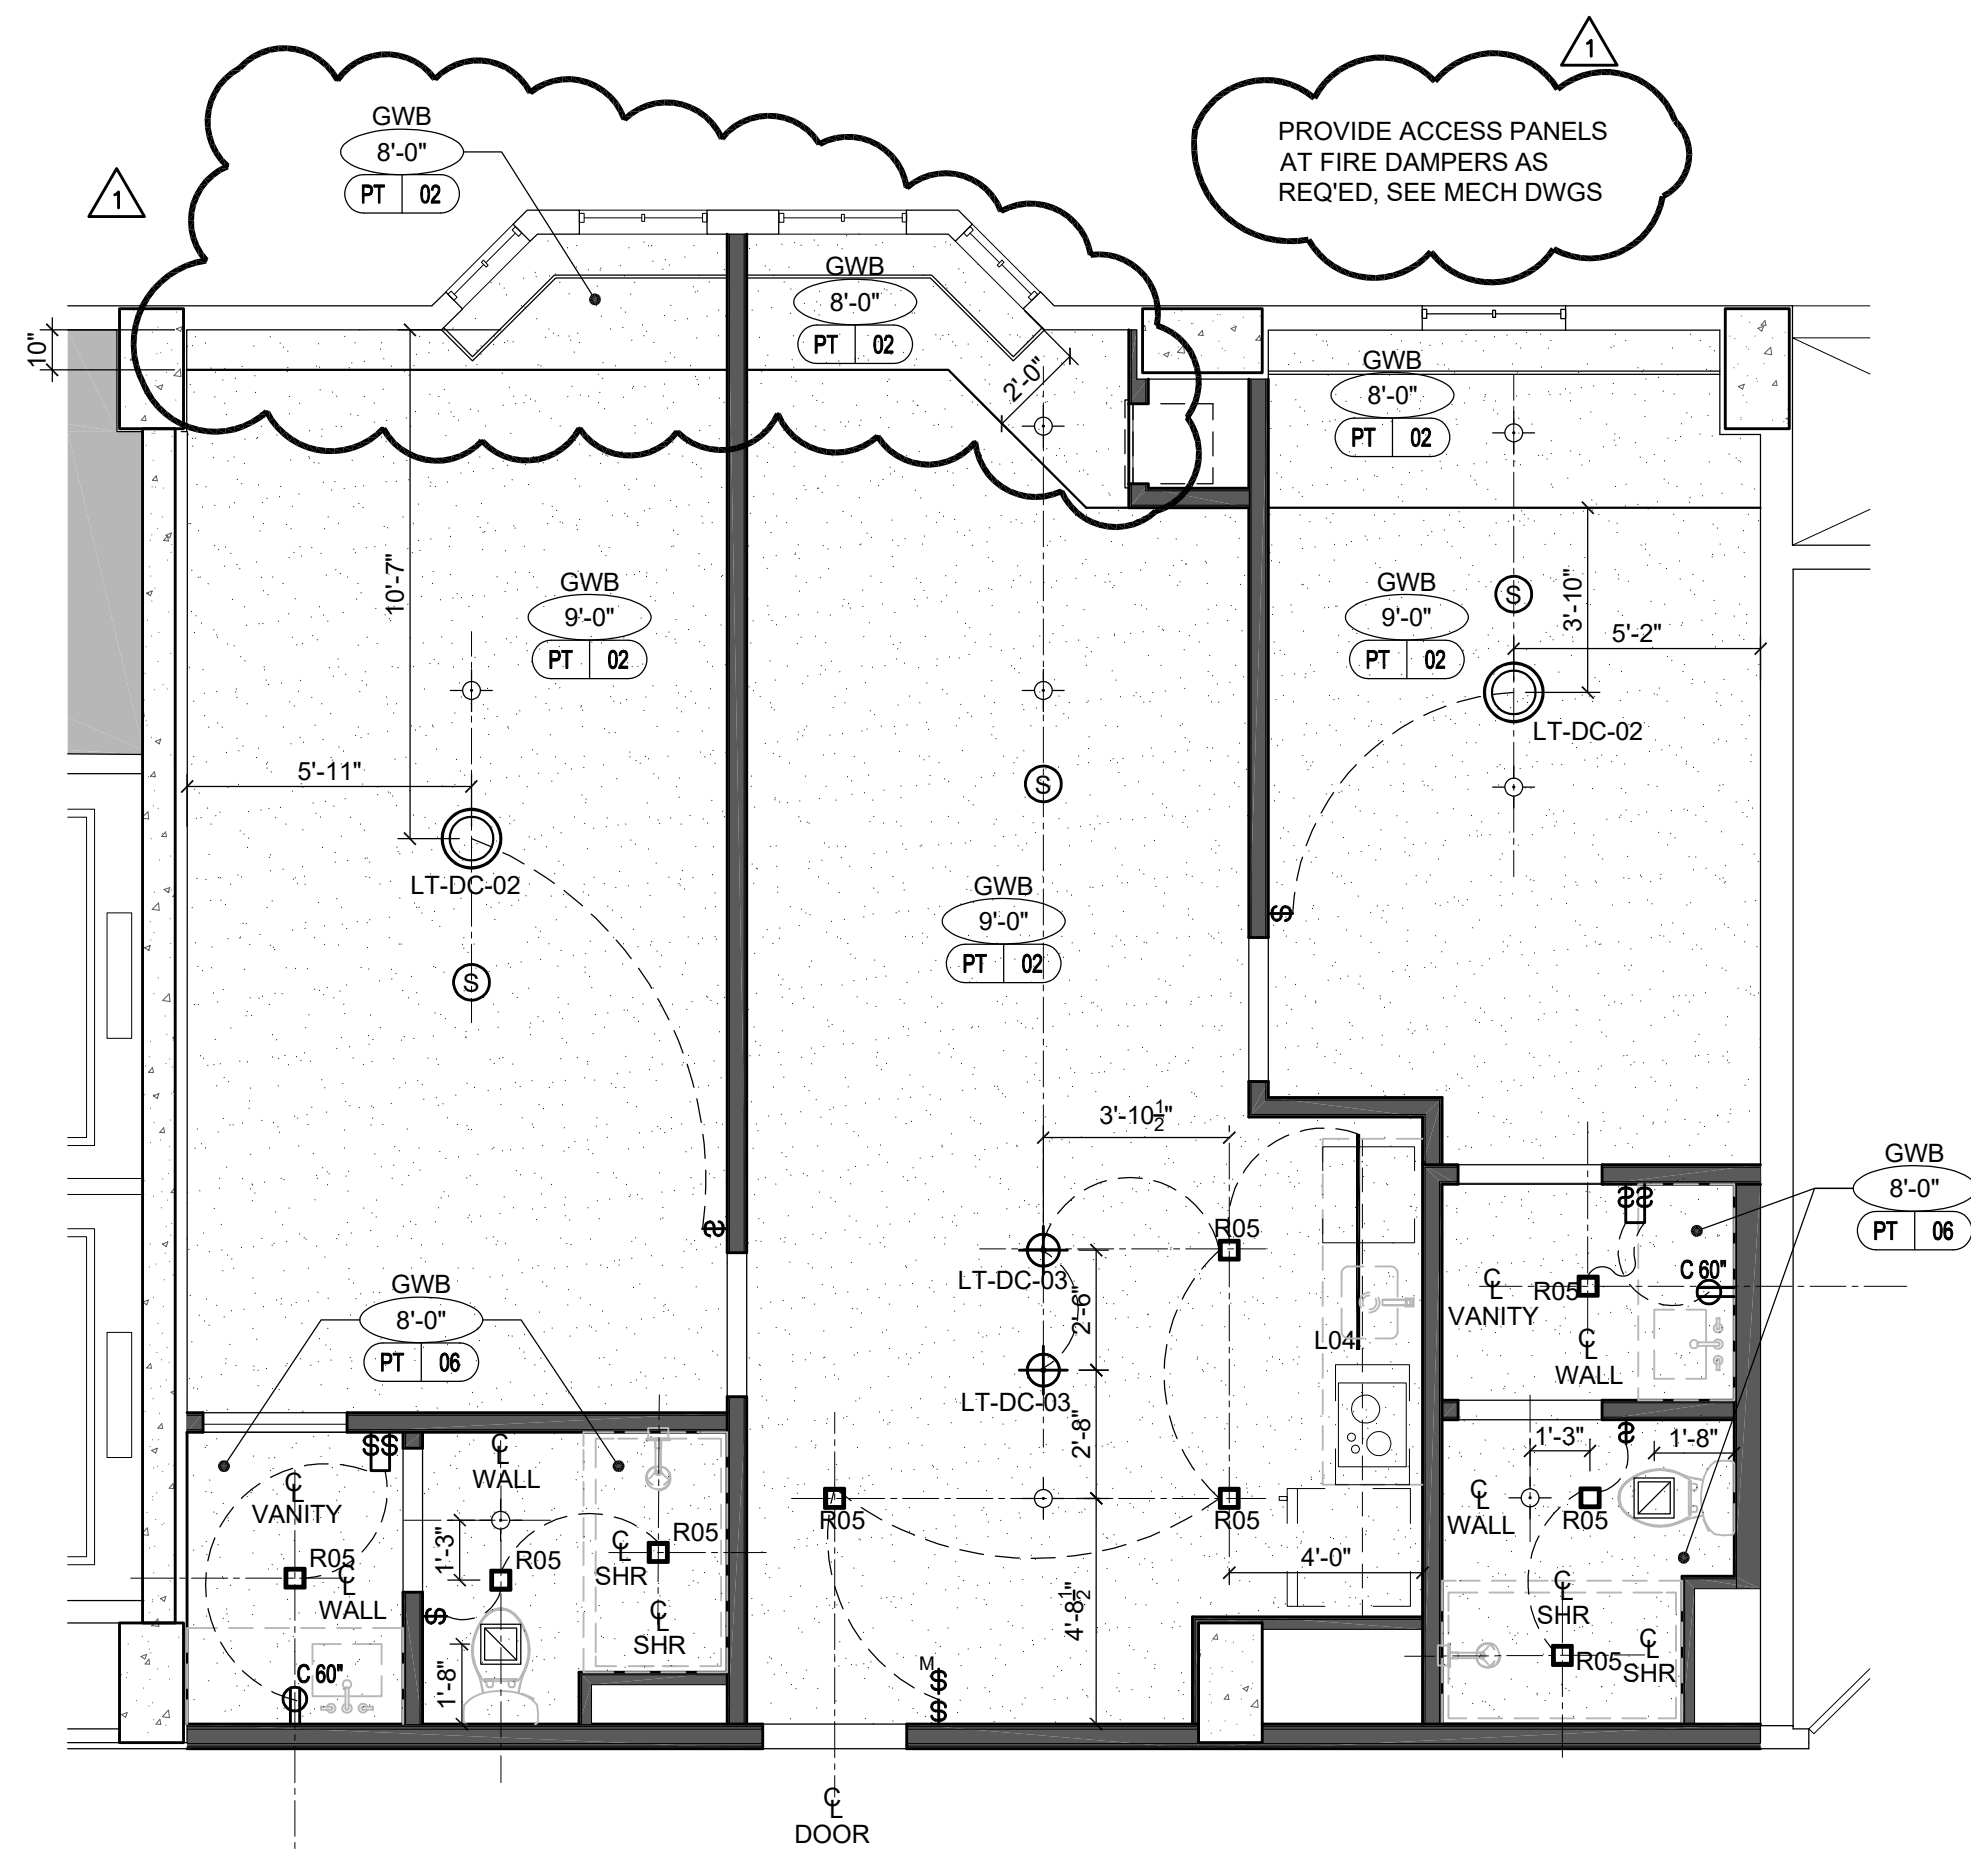 1
PROVIDE ACCESS PANELS
AT FIRE DAMPERS AS
REQ'ED, SEE MECH DWGS
1
GWB
8'-0"
PT 02
GWB
8'-0"
PT 02
10"
2'-0"
GWB
8'-0"
PT 02
10'-7"
GWB
9'-0"
PT 02
GWB
9'-0"
PT 02
S
3'-10"
5'-2"
LT-DC-02
5'-11"
S
LT-DC-02
S
GWB
9'-0"
PT 02
$
$
3'-10 1/2"
GWB
8'-0"
PT 06
R05
LT-DC-03
2'-6"
L04
LT-DC-03
2'-8"
$$
C 60"
℄
VANITY
R05
℄
WALL
GWB
8'-0"
PT 06
$$
℄
VANITY
R05
℄
WALL
C 60"
℄
WALL
1'-3"
R05
$
1'-8"
R05
℄
SHR
℄
SHR
R05
R05
4'-0"
4'-8 1/2"
M
$
$
1'-3"
$
1'-8"
℄
WALL
R05
℄
SHR
R05
℄
SHR
℄
DOOR